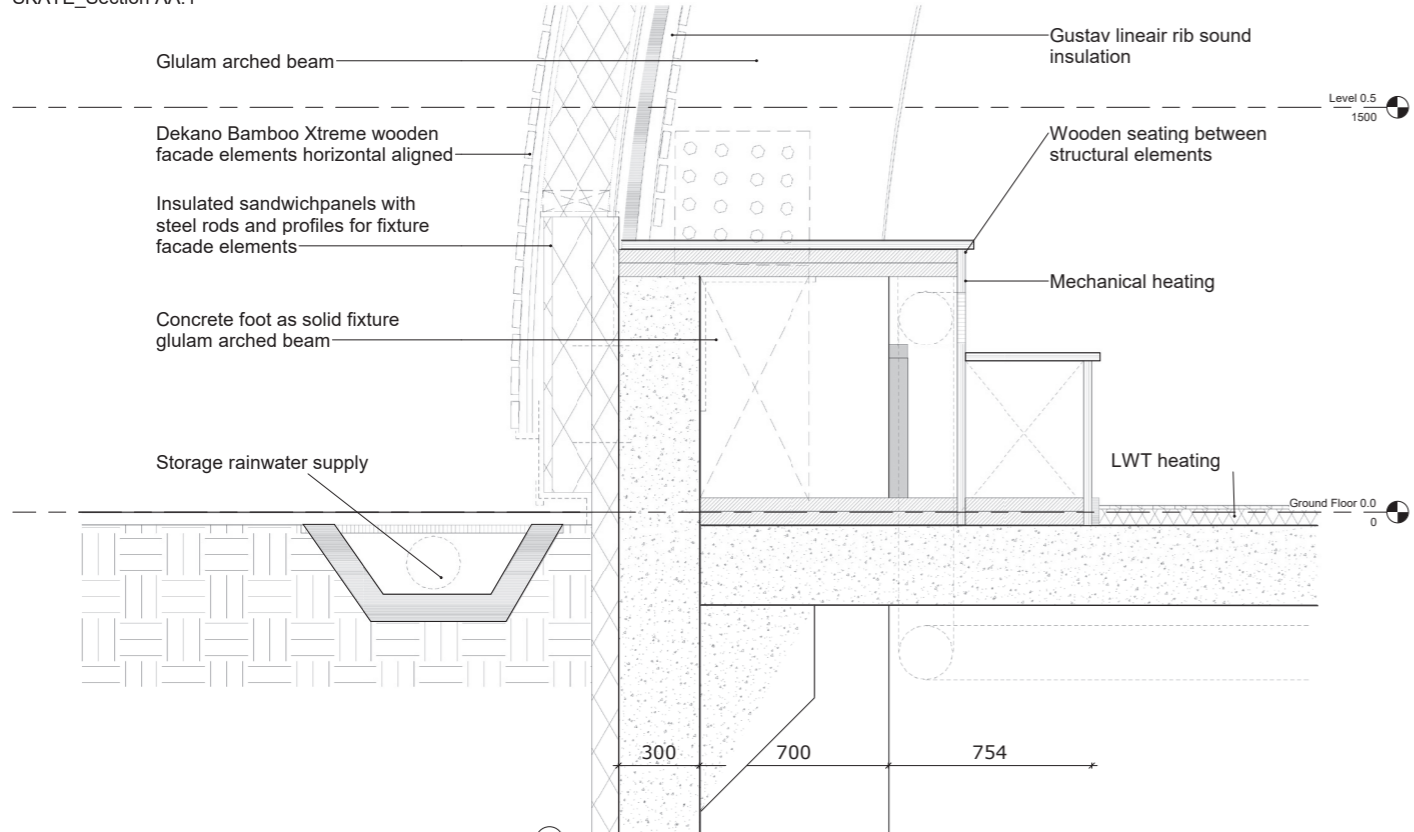 SKATE_Section AA.1
Glulam arched beam
Gustav lineair rib sound
insulation
Level 0.5
1500
Dekano Bamboo Xtreme wooden
facade elements horizontal aligned
Wooden seating between
structural elements
Insulated sandwichpanels with
steel rods and profiles for fixture
facade elements
Mechanical heating
Concrete foot as solid fixture
glulam arched beam
Storage rainwater supply
LWT heating
Ground Floor 0.0
0
300
700
754